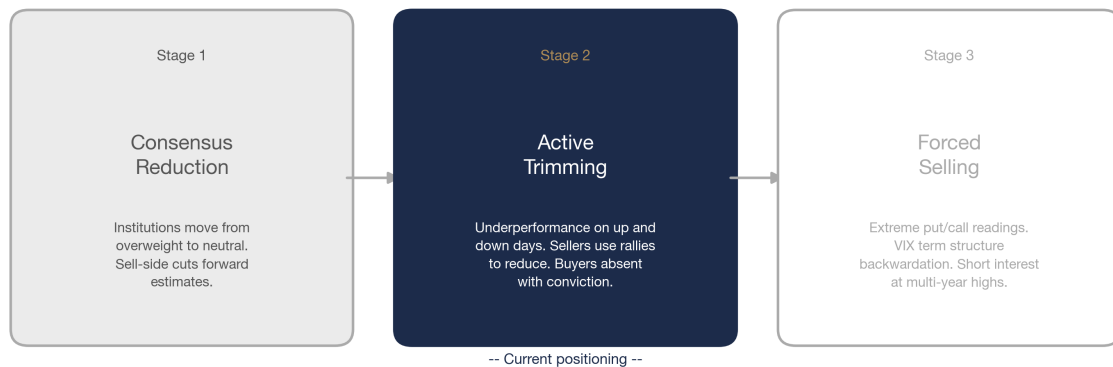 Stage 1
Consensus
Reduction
Institutions move from
overweight to neutral.
Sell-side cuts forward
estimates.
Stage 2
Active
Trimming
Underperformance on up and
down days. Sellers use rallies
to reduce. Buyers absent
with conviction.
-- Current positioning --
Stage 3
Forced
Selling
Extreme put/call readings.
VIX term structure
backwardation. Short interest
at multi-year highs.